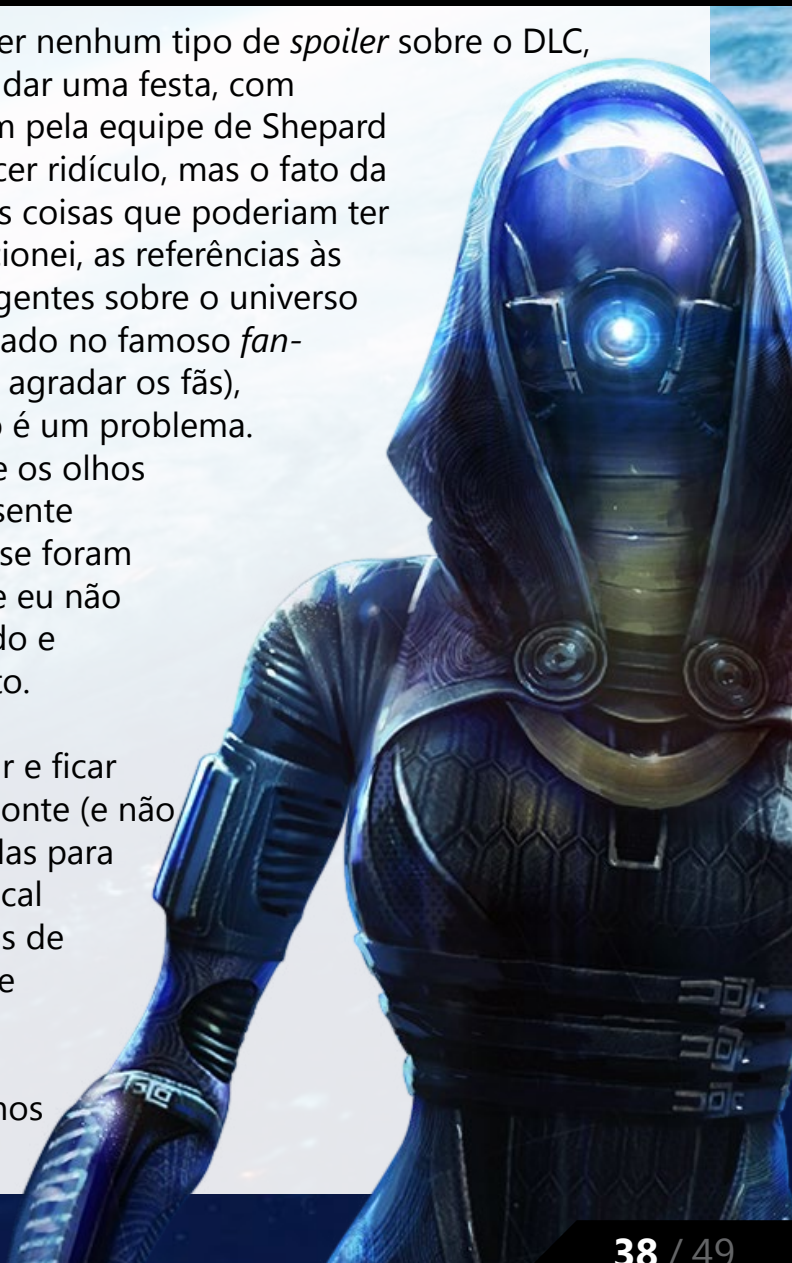 er nenhum tipo de spoiler sobre o DLC,
dar uma festa, com
m pela equipe de Shepard
cer ridículo, mas o fato da
s coisas que poderiam ter
cionei, as referências às
gentes sobre o universo
ado no famoso fan-
agradar os fãs),
o é um problema.
e os olhos
sente
se foram
e eu não
do e
to.
r e ficar
onte (e não
das para
cal
s de
e
nos
38 / 49